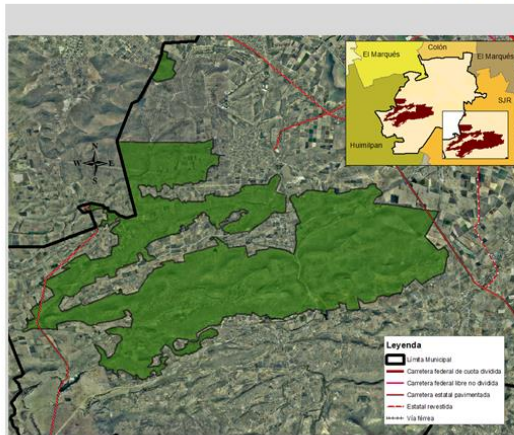 El Marqués
Colón
El Marqués
SJR
Huimilpan
N
W E
S
Leyenda
Límite Municipal
Carretera federal de cuota dividida
Carretera federal libre no dividida
Carretera estatal pavimentada
Estatal revestida
Vía férrea